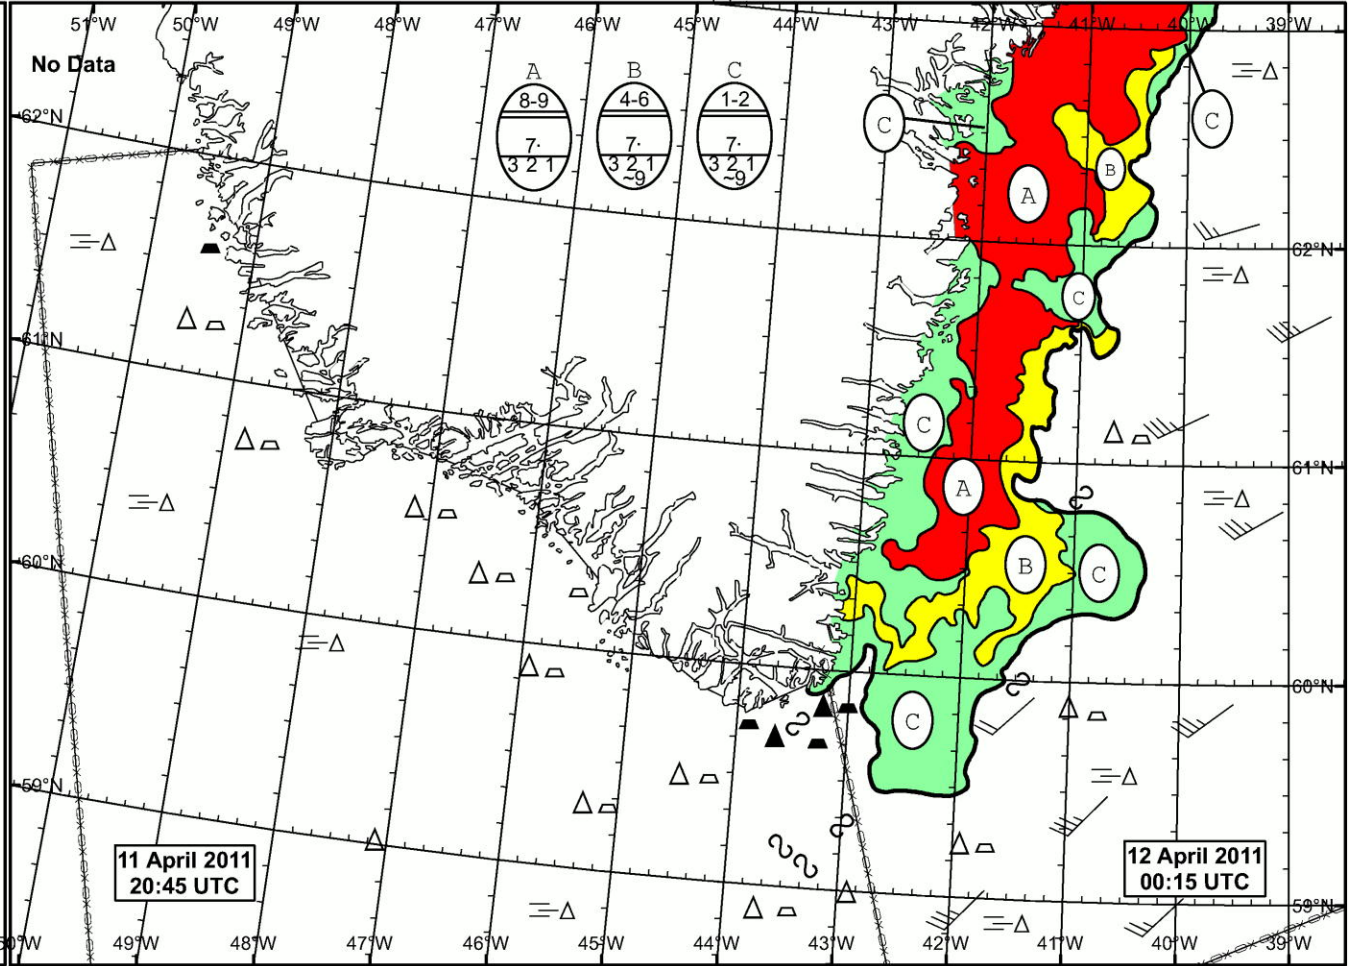 51°W 50°W 49°W 48°W 47°W 46°W 45°W 44°W 43°W 42°W 41°W 40°W 39°W
No Data
A B C
8-9 4-6 1-2
7· 7· 7·
3 2 1 3 2 1 3 2 1
~9 ~9
62°N
C
C
B
A
62°N
C
61°N
C
61°N
A
60°N
B
C
60°N
C
59°N
11 April 2011
20:45 UTC
12 April 2011
00:15 UTC
59°N
50°W 49°W 48°W 47°W 46°W 45°W 44°W 43°W 42°W 41°W 40°W 39°W